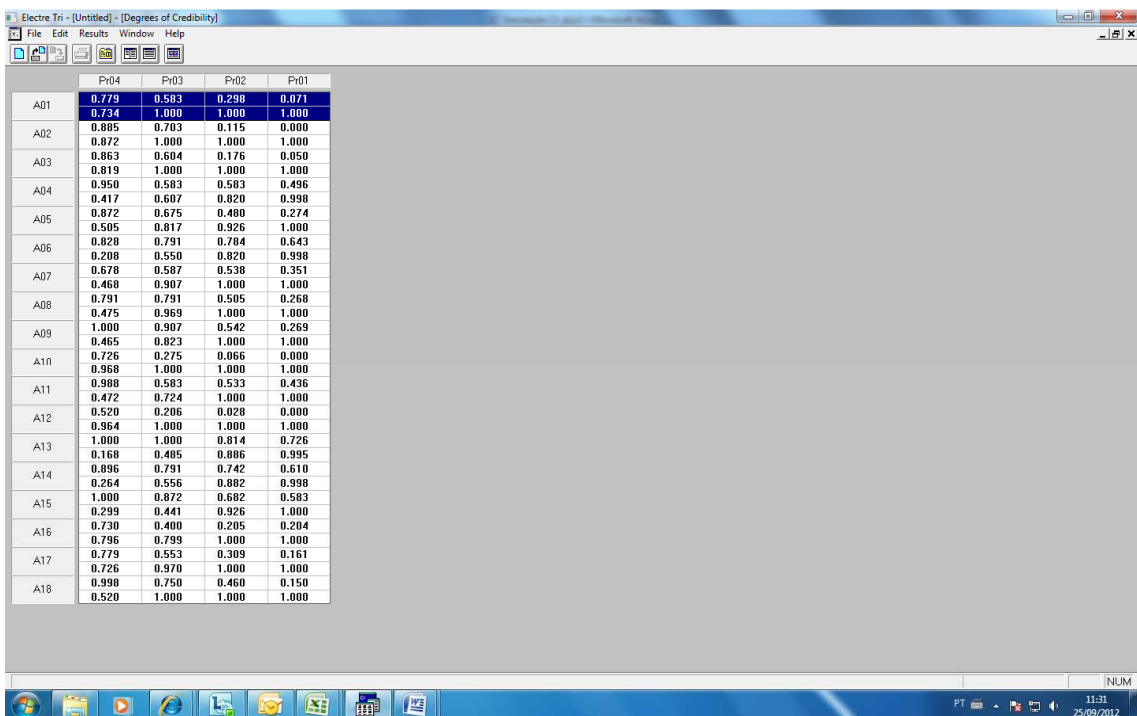 Electre Tri - [Untitled] - [Degrees of Credibility]
File Edit Results Window Help
Pr04 Pr03 Pr02 Pr01
A01 0.779 0.583 0.298 0.071
0.734 1.000 1.000 1.000
A02 0.885 0.703 0.115 0.000
0.872 1.000 1.000 1.000
A03 0.863 0.604 0.176 0.050
0.819 1.000 1.000 1.000
A04 0.950 0.583 0.583 0.496
0.417 0.607 0.820 0.998
A05 0.872 0.675 0.480 0.274
0.505 0.817 0.926 1.000
A06 0.828 0.791 0.784 0.643
0.208 0.550 0.820 0.998
A07 0.678 0.587 0.538 0.351
0.468 0.907 1.000 1.000
A08 0.791 0.791 0.505 0.268
0.475 0.969 1.000 1.000
A09 1.000 0.907 0.542 0.269
0.465 0.823 1.000 1.000
A10 0.726 0.275 0.066 0.000
0.968 1.000 1.000 1.000
A11 0.988 0.583 0.533 0.436
0.472 0.724 1.000 1.000
A12 0.520 0.206 0.028 0.000
0.964 1.000 1.000 1.000
A13 1.000 1.000 0.814 0.726
0.168 0.485 0.886 0.995
A14 0.896 0.791 0.742 0.610
0.264 0.556 0.882 0.998
A15 1.000 0.872 0.682 0.583
0.299 0.441 0.926 1.000
A16 0.730 0.400 0.205 0.204
0.796 0.799 1.000 1.000
A17 0.779 0.553 0.309 0.161
0.726 0.970 1.000 1.000
A18 0.998 0.750 0.460 0.150
0.520 1.000 1.000 1.000
NUM
PT 11:31
25/09/2012